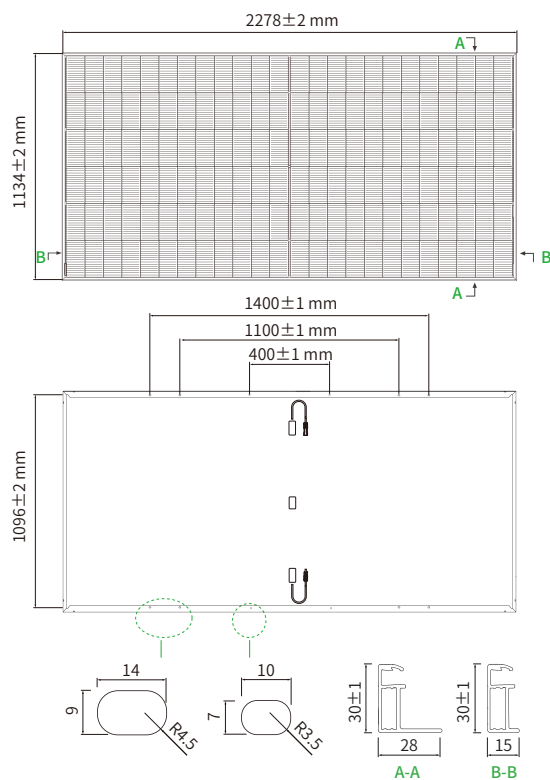 2278±2 mm
A
1134±2 mm
B
B
A
1400±1 mm
1100±1 mm
400±1 mm
1096±2 mm
14
9
R4.5
10
7
R3.5
30±1
28
A-A
30±1
15
B-B